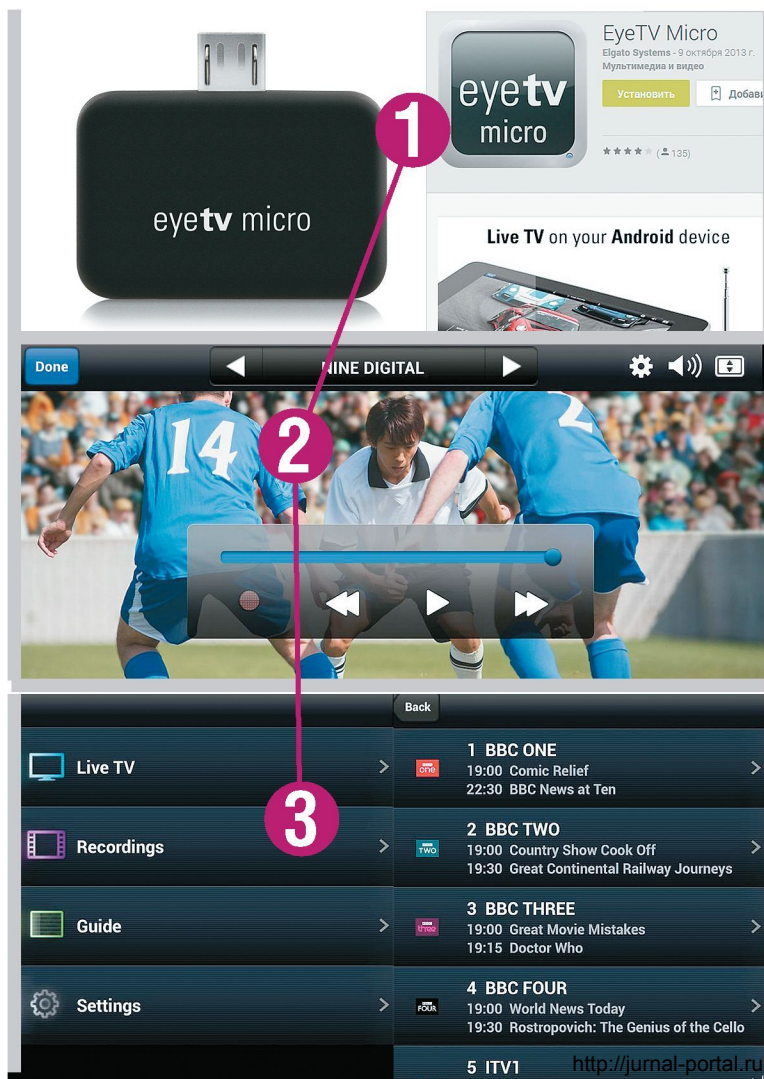 eyetv micro
1
eyetv
micro
EyeTV Micro
Elgato Systems - 9 октября 2013 г.
Мультимедиа и видео
Установить
Добави
(135)
Live TV on your Android device
Done
NINE DIGITAL
14
2
2
Back
Live TV
Recordings
Guide
Settings
3
one
1 BBC ONE
19:00 Comic Relief
22:30 BBC News at Ten
TWO
2 BBC TWO
19:00 Country Show Cook Off
19:30 Great Continental Railway Journeys
three
3 BBC THREE
19:00 Great Movie Mistakes
19:15 Doctor Who
FOUR
4 BBC FOUR
19:00 World News Today
19:30 Rostropovich: The Genius of the Cello
5 ITV1
http://jurnal-portal.ru